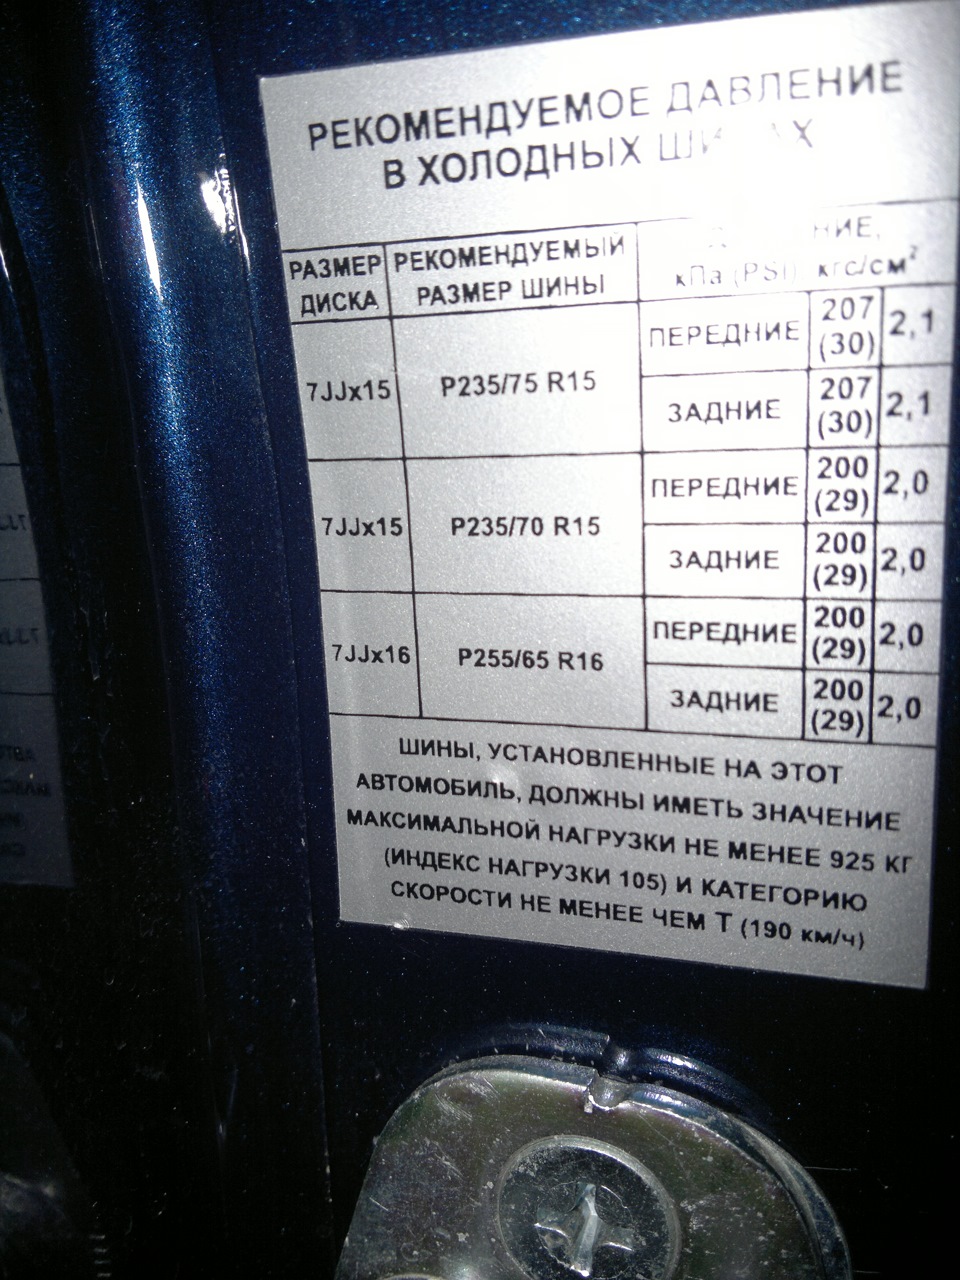 РЕКОМЕНДУЕМОЕ ДАВЛЕНИЕ
В ХОЛОДНЫХ ШИНАХ
РАЗМЕР ДИСКА
РЕКОМЕНДУЕМЫЙ РАЗМЕР ШИНЫ
кПа (PSI) кгс/см²
7JJx15 P235/75 R15 ПЕРЕДНИЕ 207 (30) 2,1
ЗАДНИЕ 207 (30) 2,1
7JJx15 P235/70 R15 ПЕРЕДНИЕ 200 (29) 2,0
ЗАДНИЕ 200 (29) 2,0
7JJx16 P255/65 R16 ПЕРЕДНИЕ 200 (29) 2,0
ЗАДНИЕ 200 (29) 2,0
ШИНЫ, УСТАНОВЛЕННЫЕ НА ЭТОТ
АВТОМОБИЛЬ, ДОЛЖНЫ ИМЕТЬ ЗНАЧЕНИЕ
МАКСИМАЛЬНОЙ НАГРУЗКИ НЕ МЕНЕЕ 925 КГ
(ИНДЕКС НАГРУЗКИ 105) И КАТЕГОРИЮ
СКОРОСТИ НЕ МЕНЕЕ ЧЕМ Т (190 км/ч)